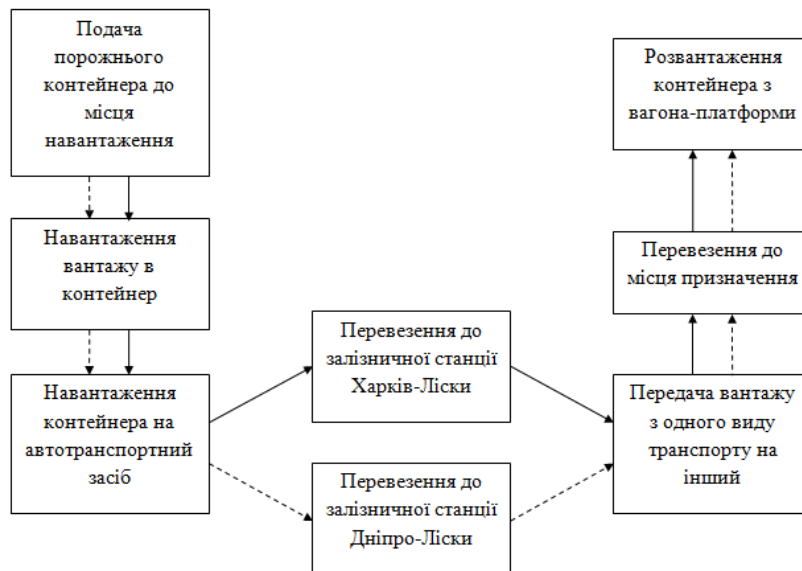 Подача
порожнього
контейнера до
місця
навантаження
Навантаження
вантажу в
контейнер
Навантаження
контейнера на
автотранспортний
засіб
Перевезення до
залізничної станції
Харків-Ліски
Перевезення до
залізничної станції
Дніпро-Ліски
Передача вантажу
з одного виду
транспорту на
інший
Перевезення до
місця призначення
Розвантаження
контейнера з
вагона-платформи